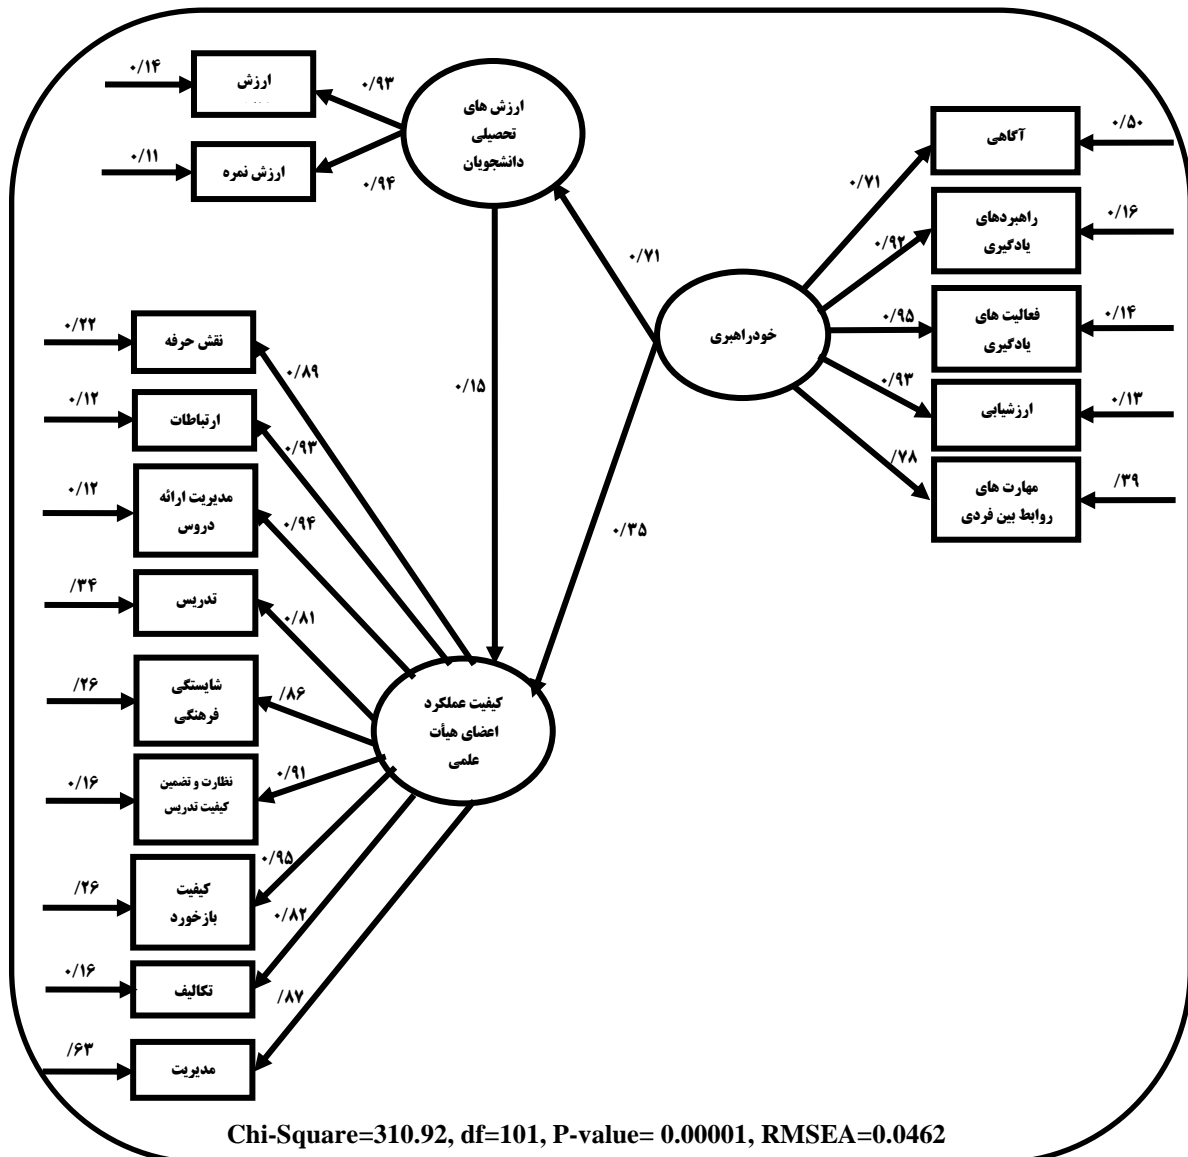 ۰/۱۴
ارزش
۰/۹۳
۰/۱۱
ارزش نمره
۰/۹۴
ارزش های
تحصیلی
دانشجویان
۰/۷۱
۰/۱۵
۰/۳۵
خودراهبری
۰/۷۱
آگاهی
۰/۵۰
۰/۹۲
راهبردهای
یادگیری
۰/۱۶
۰/۹۵
فعالیت های
یادگیری
۰/۱۴
۰/۹۳
ارزشیابی
۰/۱۳
/۷۸
مهارت های
روابط بین فردی
/۳۹
۰/۲۲
نقش حرفه
۰/۸۹
۰/۱۲
ارتباطات
۰/۹۳
۰/۱۲
مدیریت ارائه
دروس
۰/۹۴
/۳۴
تدریس
۰/۸۱
/۲۶
شایستگی
فرهنگی
/۸۶
کیفیت عملکرد
اعضای هیأت
علمی
۰/۱۶
نظارت و تضمین
کیفیت تدریس
۰/۹۱
/۲۶
کیفیت
بازخورد
۰/۹۵
۰/۱۶
تکالیف
۰/۸۲
/۶۳
مدیریت
/۸۷
Chi-Square=310.92, df=101, P-value= 0.00001, RMSEA=0.0462